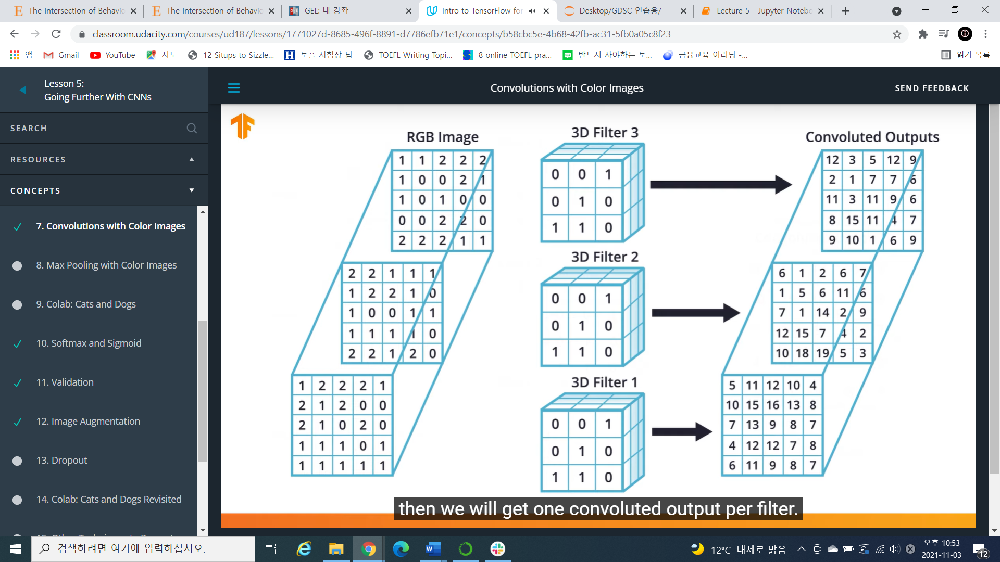 The Intersection of Behavio
The Intersection of Behavio
GEL: 내 강좌
Intro to TensorFlow for
Desktop/GDSC 연습용/
Lecture 5 - Jupyter Notebo
classroom.udacity.com/courses/ud187/lessons/1771027d-8685-496f-8891-d7786efb71e1/concepts/b58cbc5e-4b68-42fb-ac31-5fb0a05c8f23
앱
Gmail
YouTube
지도
12 Situps to Sizzle...
토플 시험장 팁
TOEFL Writing Topi...
8 online TOEFL pra...
반드시 사야하는 토...
금융교육 이러닝 -...
읽기 목록
Lesson 5:
Going Further With CNNs
SEARCH
RESOURCES
CONCEPTS
7. Convolutions with Color Images
8. Max Pooling with Color Images
9. Colab: Cats and Dogs
10. Softmax and Sigmoid
11. Validation
12. Image Augmentation
13. Dropout
14. Colab: Cats and Dogs Revisited
Convolutions with Color Images
SEND FEEDBACK
RGB Image
1 1 2 2 2
1 0 0 2 1
1 0 1 0 0
0 0 2 2 0
2 2 2 1 1
2 2 1 1 1
1 2 2 1 0
1 0 0 1 1
1 1 1 1 0
2 2 1 2 0
1 2 2 2 1
2 1 2 0 0
2 1 0 2 0
1 1 1 0 1
1 1 1 1 1
3D Filter 3
0 0 1
0 1 0
1 1 0
3D Filter 2
0 0 1
0 1 0
1 1 0
3D Filter 1
0 0 1
0 1 0
1 1 0
Convoluted Outputs
12 3 5 12 9
2 1 7 7 6
11 3 11 9 6
8 15 11 4 7
9 10 1 6 9
6 1 2 6 7
1 5 6 11 6
7 1 14 2 9
12 15 7 4 2
10 18 19 5 3
5 11 12 10 4
10 15 16 13 8
7 13 9 8 7
4 12 12 7 8
6 11 9 8 7
then we will get one convoluted output per filter.
검색하려면 여기에 입력하십시오.
12°C 대체로 맑음
오후 10:53
2021-11-03
12